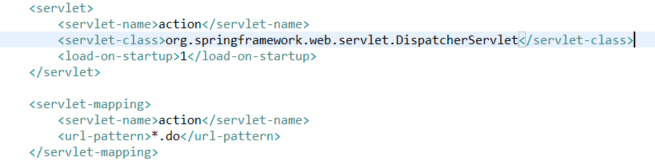 <servlet>
<servlet-name>action</servlet-name>
<servlet-class>org.springframework.web.servlet.DispatcherServlet</servlet-class>
<load-on-startup>1</load-on-startup>
</servlet>
<servlet-mapping>
<servlet-name>action</servlet-name>
<url-pattern>*.do</url-pattern>
</servlet-mapping>